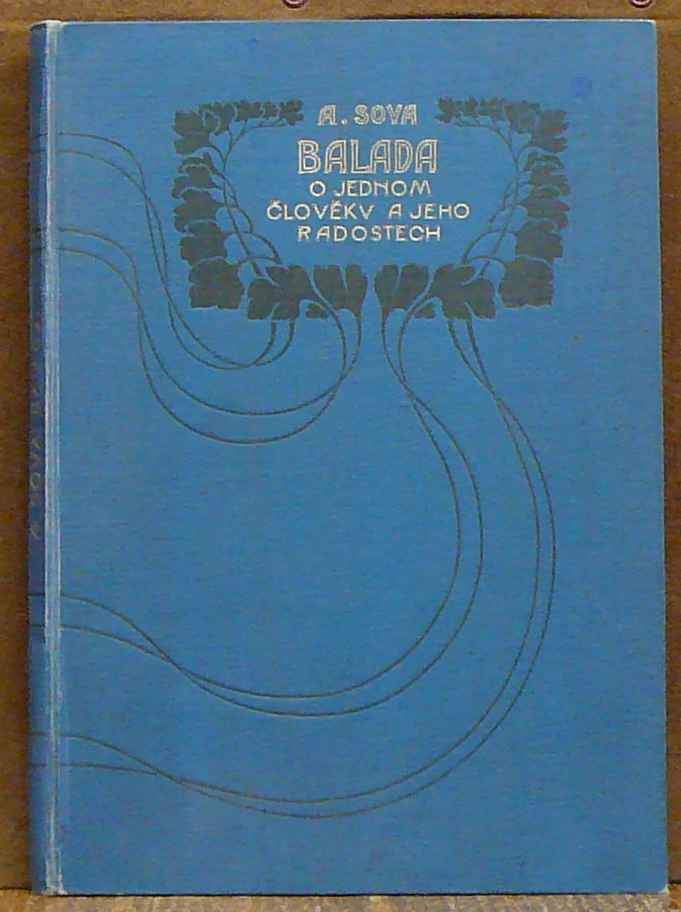 A. SOVA
BALADA
O JEDNOM
ČLOVĚKV A JEHO
RADOSTECH